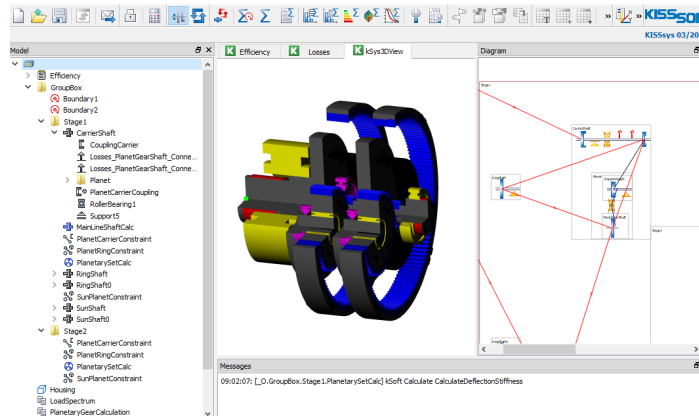 KISSsoft
KISSsys 03/20
Model
Efficiency
Losses
kSys3DView
Diagram
Efficiency
GroupBox
Boundary1
Boundary2
Stage1
CarrierShaft
CouplingCarrier
Losses_PlanetGearShaft_Conne...
Losses_PlanetGearShaft_Conne...
Planet
PlanetCarrierCoupling
RollerBearing1
Support5
MainLineShaftCalc
PlanetCarrierConstraint
PlanetRingConstraint
PlanetarySetCalc
RingShaft
RingShaft0
SunPlanetConstraint
SunShaft
SunShaft0
Stage2
PlanetCarrierConstraint
PlanetRingConstraint
PlanetarySetCalc
SunPlanetConstraint
Housing
LoadSpectrum
PlanetaryGearCalculation
Messages
09:02:07: [_O.GroupBox.Stage1.PlanetarySetCalc] kSoft Calculate CalculateDeflectionStiffness